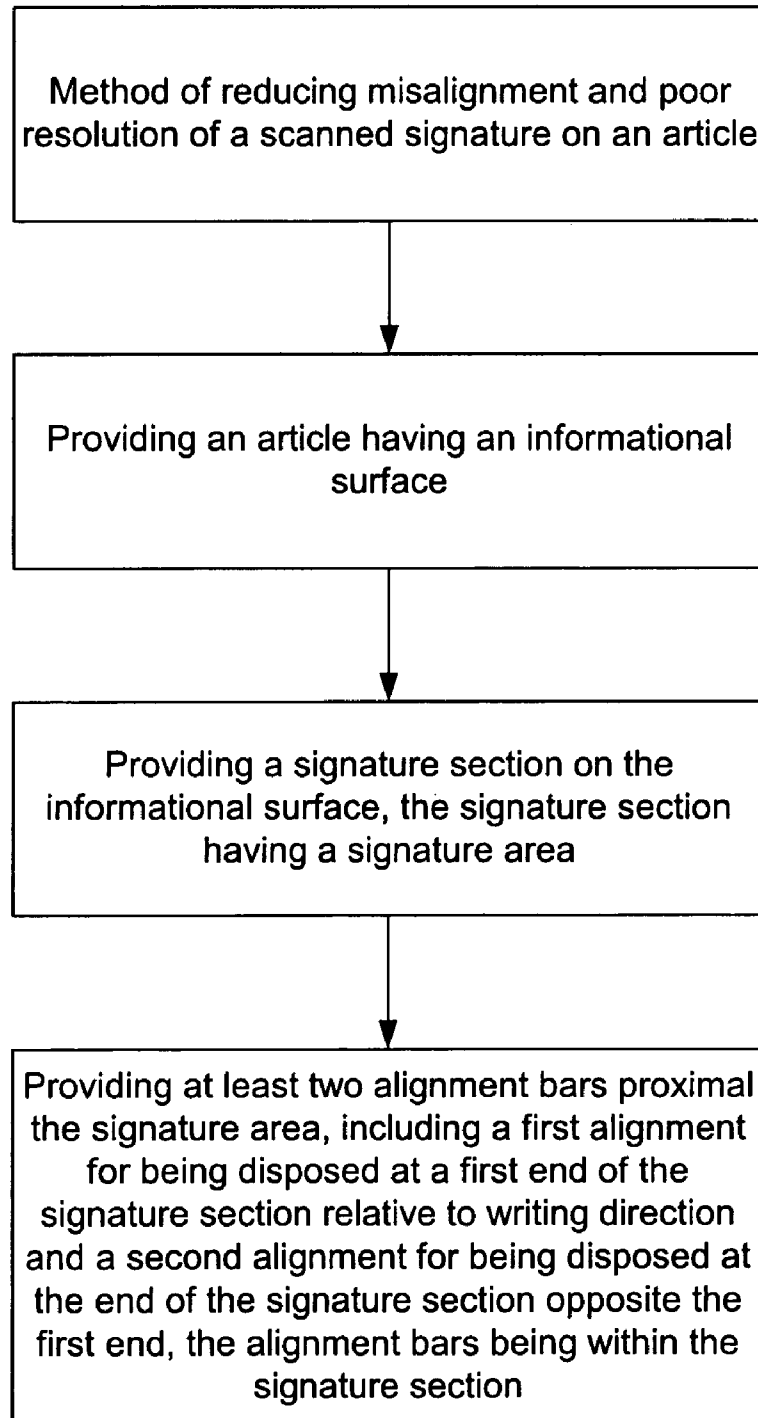 Method of reducing misalignment and poor
resolution of a scanned signature on an article
Providing an article having an informational
surface
Providing a signature section on the
informational surface, the signature section
having a signature area
Providing at least two alignment bars proximal
the signature area, including a first alignment
for being disposed at a first end of the
signature section relative to writing direction
and a second alignment for being disposed at
the end of the signature section opposite the
first end, the alignment bars being within the
signature section